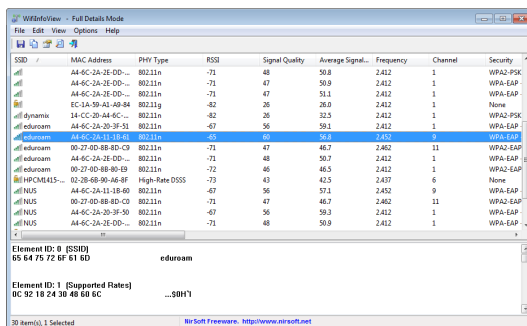 WifiInfoView - Full Details Mode
File Edit View Options Help
SSID / MAC Address PHY Type RSSI Signal Quality Average Signal... Frequency Channel Security
A4-6C-2A-2E-DD-... 802.11n -71 48 50.8 2.412 1 WPA2-PSK
A4-6C-2A-2E-DD-... 802.11n -71 47 50.9 2.412 1 WPA-EAP
A4-6C-2A-2E-DD-... 802.11n -71 47 51.1 2.412 1 WPA-EAP
EC-1A-59-A1-A9-84 802.11g -82 26 26.0 2.412 1 None
dynamix 14-CC-20-A4-6C-... 802.11n -82 26 32.5 2.412 1 WPA2-PSK
eduroam A4-6C-2A-20-3F-51 802.11n -67 56 59.1 2.412 1 WPA-EAP
eduroam A4-6C-2A-11-1B-61 802.11n -65 60 56.8 2.452 9 WPA-EAP
eduroam 00-27-0D-8B-8D-C9 802.11n -71 47 46.7 2.462 11 WPA2-EAP
eduroam A4-6C-2A-2E-DD-... 802.11n -71 48 50.7 2.412 1 WPA-EAP
eduroam 00-27-0D-8B-80-E9 802.11n -72 46 46.5 2.412 1 WPA2-EAP
HPCM1415-... 02-2B-6B-90-A6-8F High-Rate DSSS -73 43 42.5 2.437 6 None
NUS A4-6C-2A-11-1B-60 802.11n -67 56 57.1 2.452 9 WPA-EAP
NUS 00-27-0D-8B-8D-C0 802.11n -71 47 46.7 2.462 11 WPA2-EAP
NUS A4-6C-2A-20-3F-50 802.11n -67 56 59.3 2.412 1 WPA-EAP
NUS A4-6C-2A-2E-DD-... 802.11n -71 48 50.9 2.412 1 WPA-EAP
Element ID: 0 (SSID)
65 64 75 72 6F 61 6D eduroam
Element ID: 1 (Supported Rates)
0C 92 18 24 30 48 60 6C ...$0H'l
30 item(s), 1 Selected NirSoft Freeware. http://www.nirsoft.net